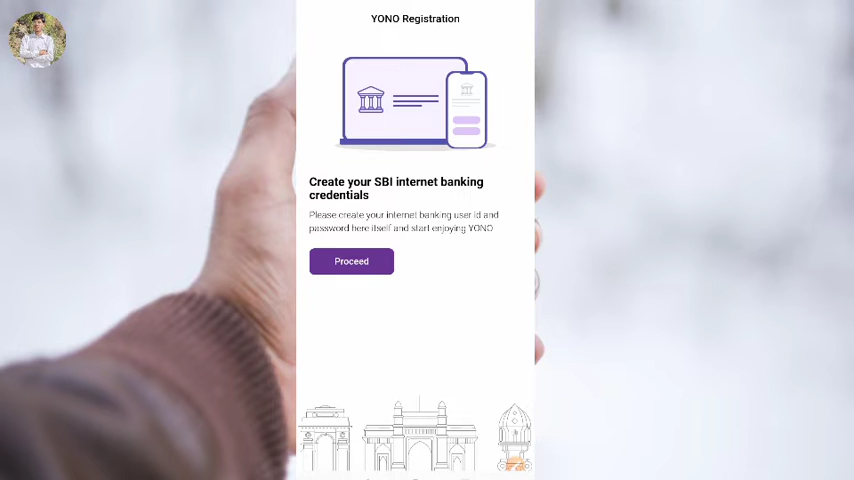 YONO Registration
Create your SBI internet banking
credentials
Please create your internet banking user id and
password here itself and start enjoying YONO
Proceed